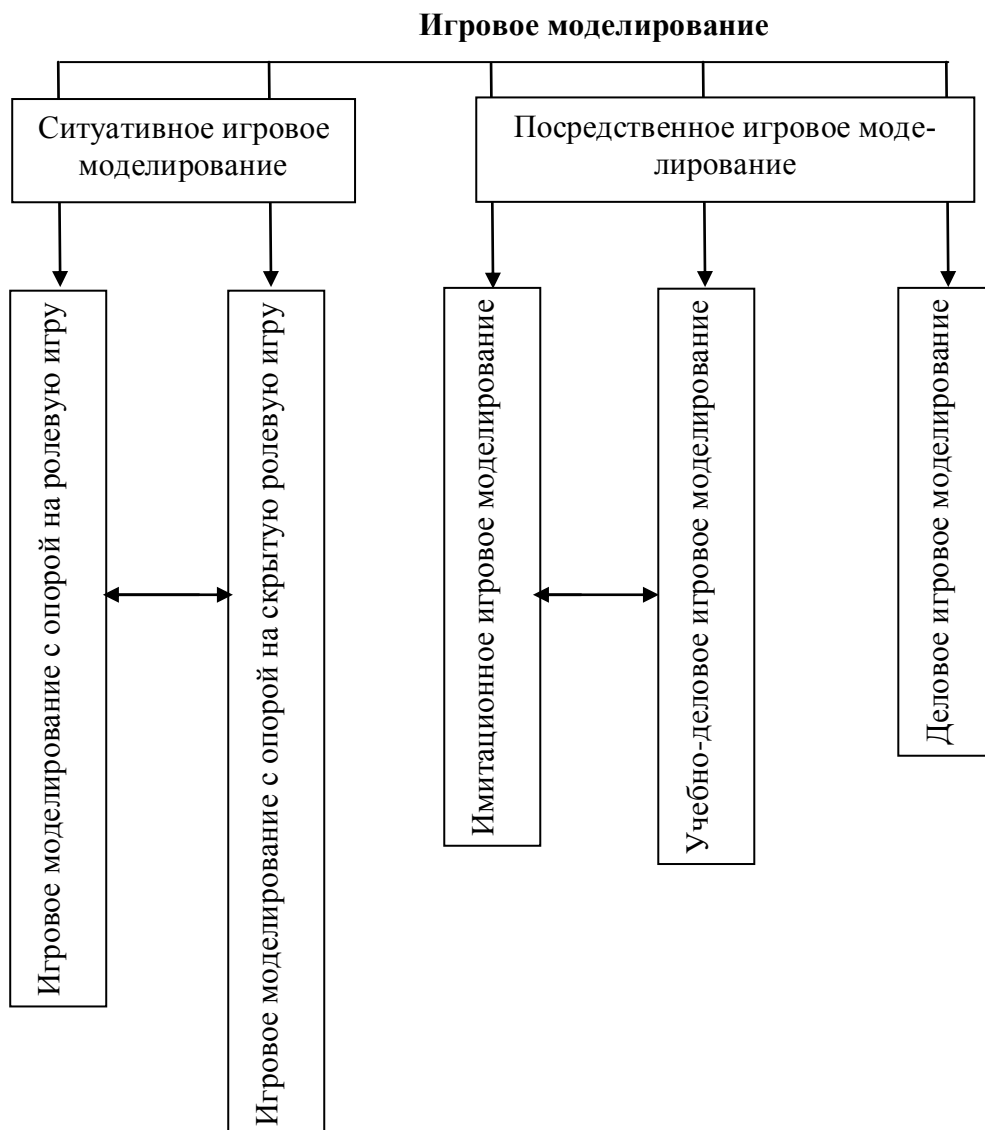 Игровое моделирование
Ситуативное игровое
моделирование
Посредственное игровое моде-
лирование
Игровое моделирование с опорой на ролевую игру
Игровое моделирование с опорой на скрытую ролевую игру
Имитационное игровое моделирование
Учебно-деловое игровое моделирование
Деловое игровое моделирование